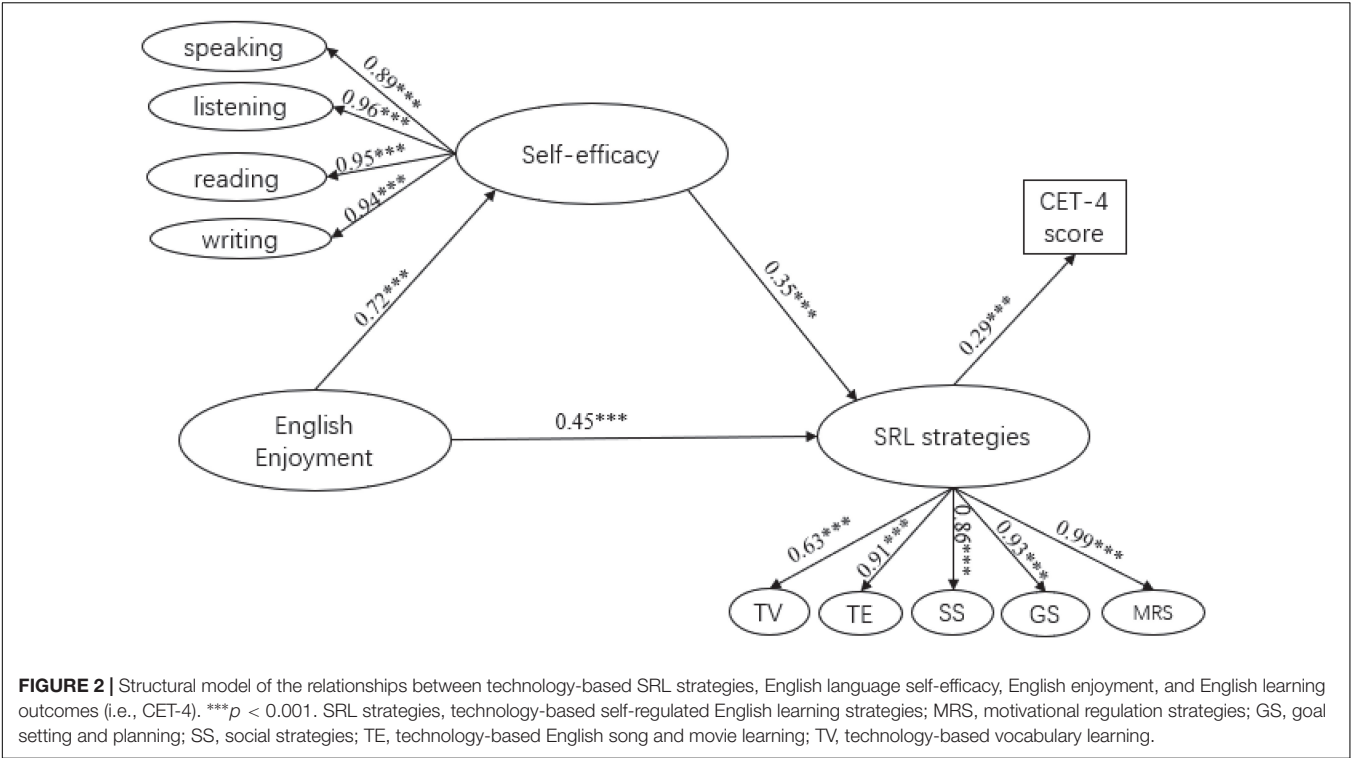 speaking
0.89***
listening
0.96***
reading
0.95***
writing
0.94***
Self-efficacy
CET-4
score
0.72***
0.35***
0.29***
English
Enjoyment
0.45***
SRL strategies
0.63***
0.91***
0.86***
0.93***
0.99***
TV
TE
SS
GS
MRS
FIGURE 2 | Structural model of the relationships between technology-based SRL strategies, English language self-efficacy, English enjoyment, and English learning
outcomes (i.e., CET-4). ***p < 0.001. SRL strategies, technology-based self-regulated English learning strategies; MRS, motivational regulation strategies; GS, goal
setting and planning; SS, social strategies; TE, technology-based English song and movie learning; TV, technology-based vocabulary learning.